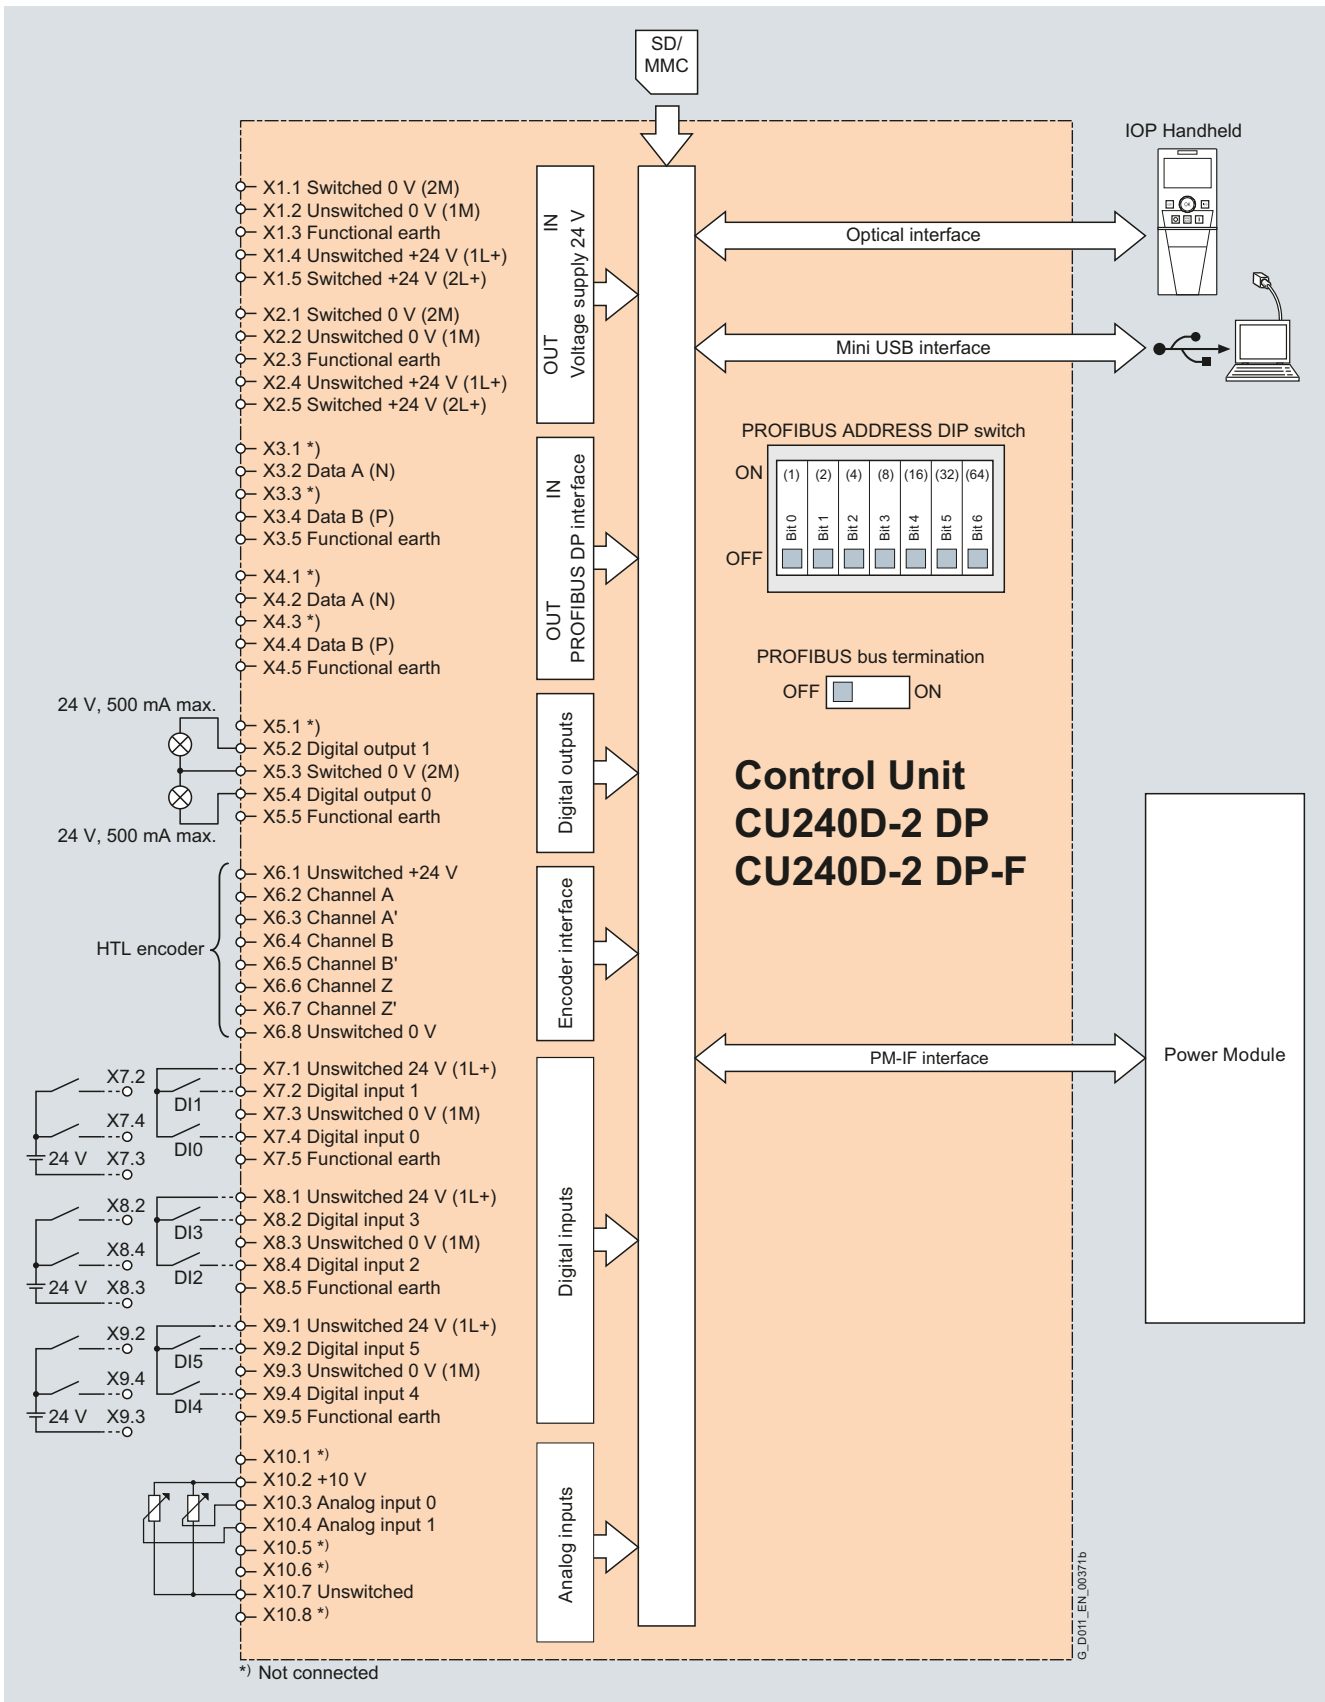 SD/
MMC
IOP Handheld
X1.1 Switched 0 V (2M)
X1.2 Unswitched 0 V (1M)
X1.3 Functional earth
X1.4 Unswitched +24 V (1L+)
X1.5 Switched +24 V (2L+)
X2.1 Switched 0 V (2M)
X2.2 Unswitched 0 V (1M)
X2.3 Functional earth
X2.4 Unswitched +24 V (1L+)
X2.5 Switched +24 V (2L+)
OUT IN
Voltage supply 24 V
Optical interface
Mini USB interface
X3.1 *)
X3.2 Data A (N)
X3.3 *)
X3.4 Data B (P)
X3.5 Functional earth
X4.1 *)
X4.2 Data A (N)
X4.3 *)
X4.4 Data B (P)
X4.5 Functional earth
OUT IN
PROFIBUS DP interface
PROFIBUS ADDRESS DIP switch
ON
(1) (2) (4) (8) (16) (32) (64)
Bit 0 Bit 1 Bit 2 Bit 3 Bit 4 Bit 5 Bit 6
OFF
PROFIBUS bus termination
OFF ON
24 V, 500 mA max.
X5.1 *)
X5.2 Digital output 1
X5.3 Switched 0 V (2M)
X5.4 Digital output 0
X5.5 Functional earth
24 V, 500 mA max.
Digital outputs
Control Unit
CU240D-2 DP
CU240D-2 DP-F
HTL encoder
X6.1 Unswitched +24 V
X6.2 Channel A
X6.3 Channel A'
X6.4 Channel B
X6.5 Channel B'
X6.6 Channel Z
X6.7 Channel Z'
X6.8 Unswitched 0 V
Encoder interface
PM-IF interface
Power Module
X7.2
X7.4
24 V X7.3
DI1
DI0
X7.1 Unswitched 24 V (1L+)
X7.2 Digital input 1
X7.3 Unswitched 0 V (1M)
X7.4 Digital input 0
X7.5 Functional earth
X8.2
X8.4
24 V X8.3
DI3
DI2
X8.1 Unswitched 24 V (1L+)
X8.2 Digital input 3
X8.3 Unswitched 0 V (1M)
X8.4 Digital input 2
X8.5 Functional earth
X9.2
X9.4
24 V X9.3
DI5
DI4
X9.1 Unswitched 24 V (1L+)
X9.2 Digital input 5
X9.3 Unswitched 0 V (1M)
X9.4 Digital input 4
X9.5 Functional earth
Digital inputs
X10.1 *)
X10.2 +10 V
X10.3 Analog input 0
X10.4 Analog input 1
X10.5 *)
X10.6 *)
X10.7 Unswitched
X10.8 *)
Analog inputs
G_D011_EN_00371b
*) Not connected